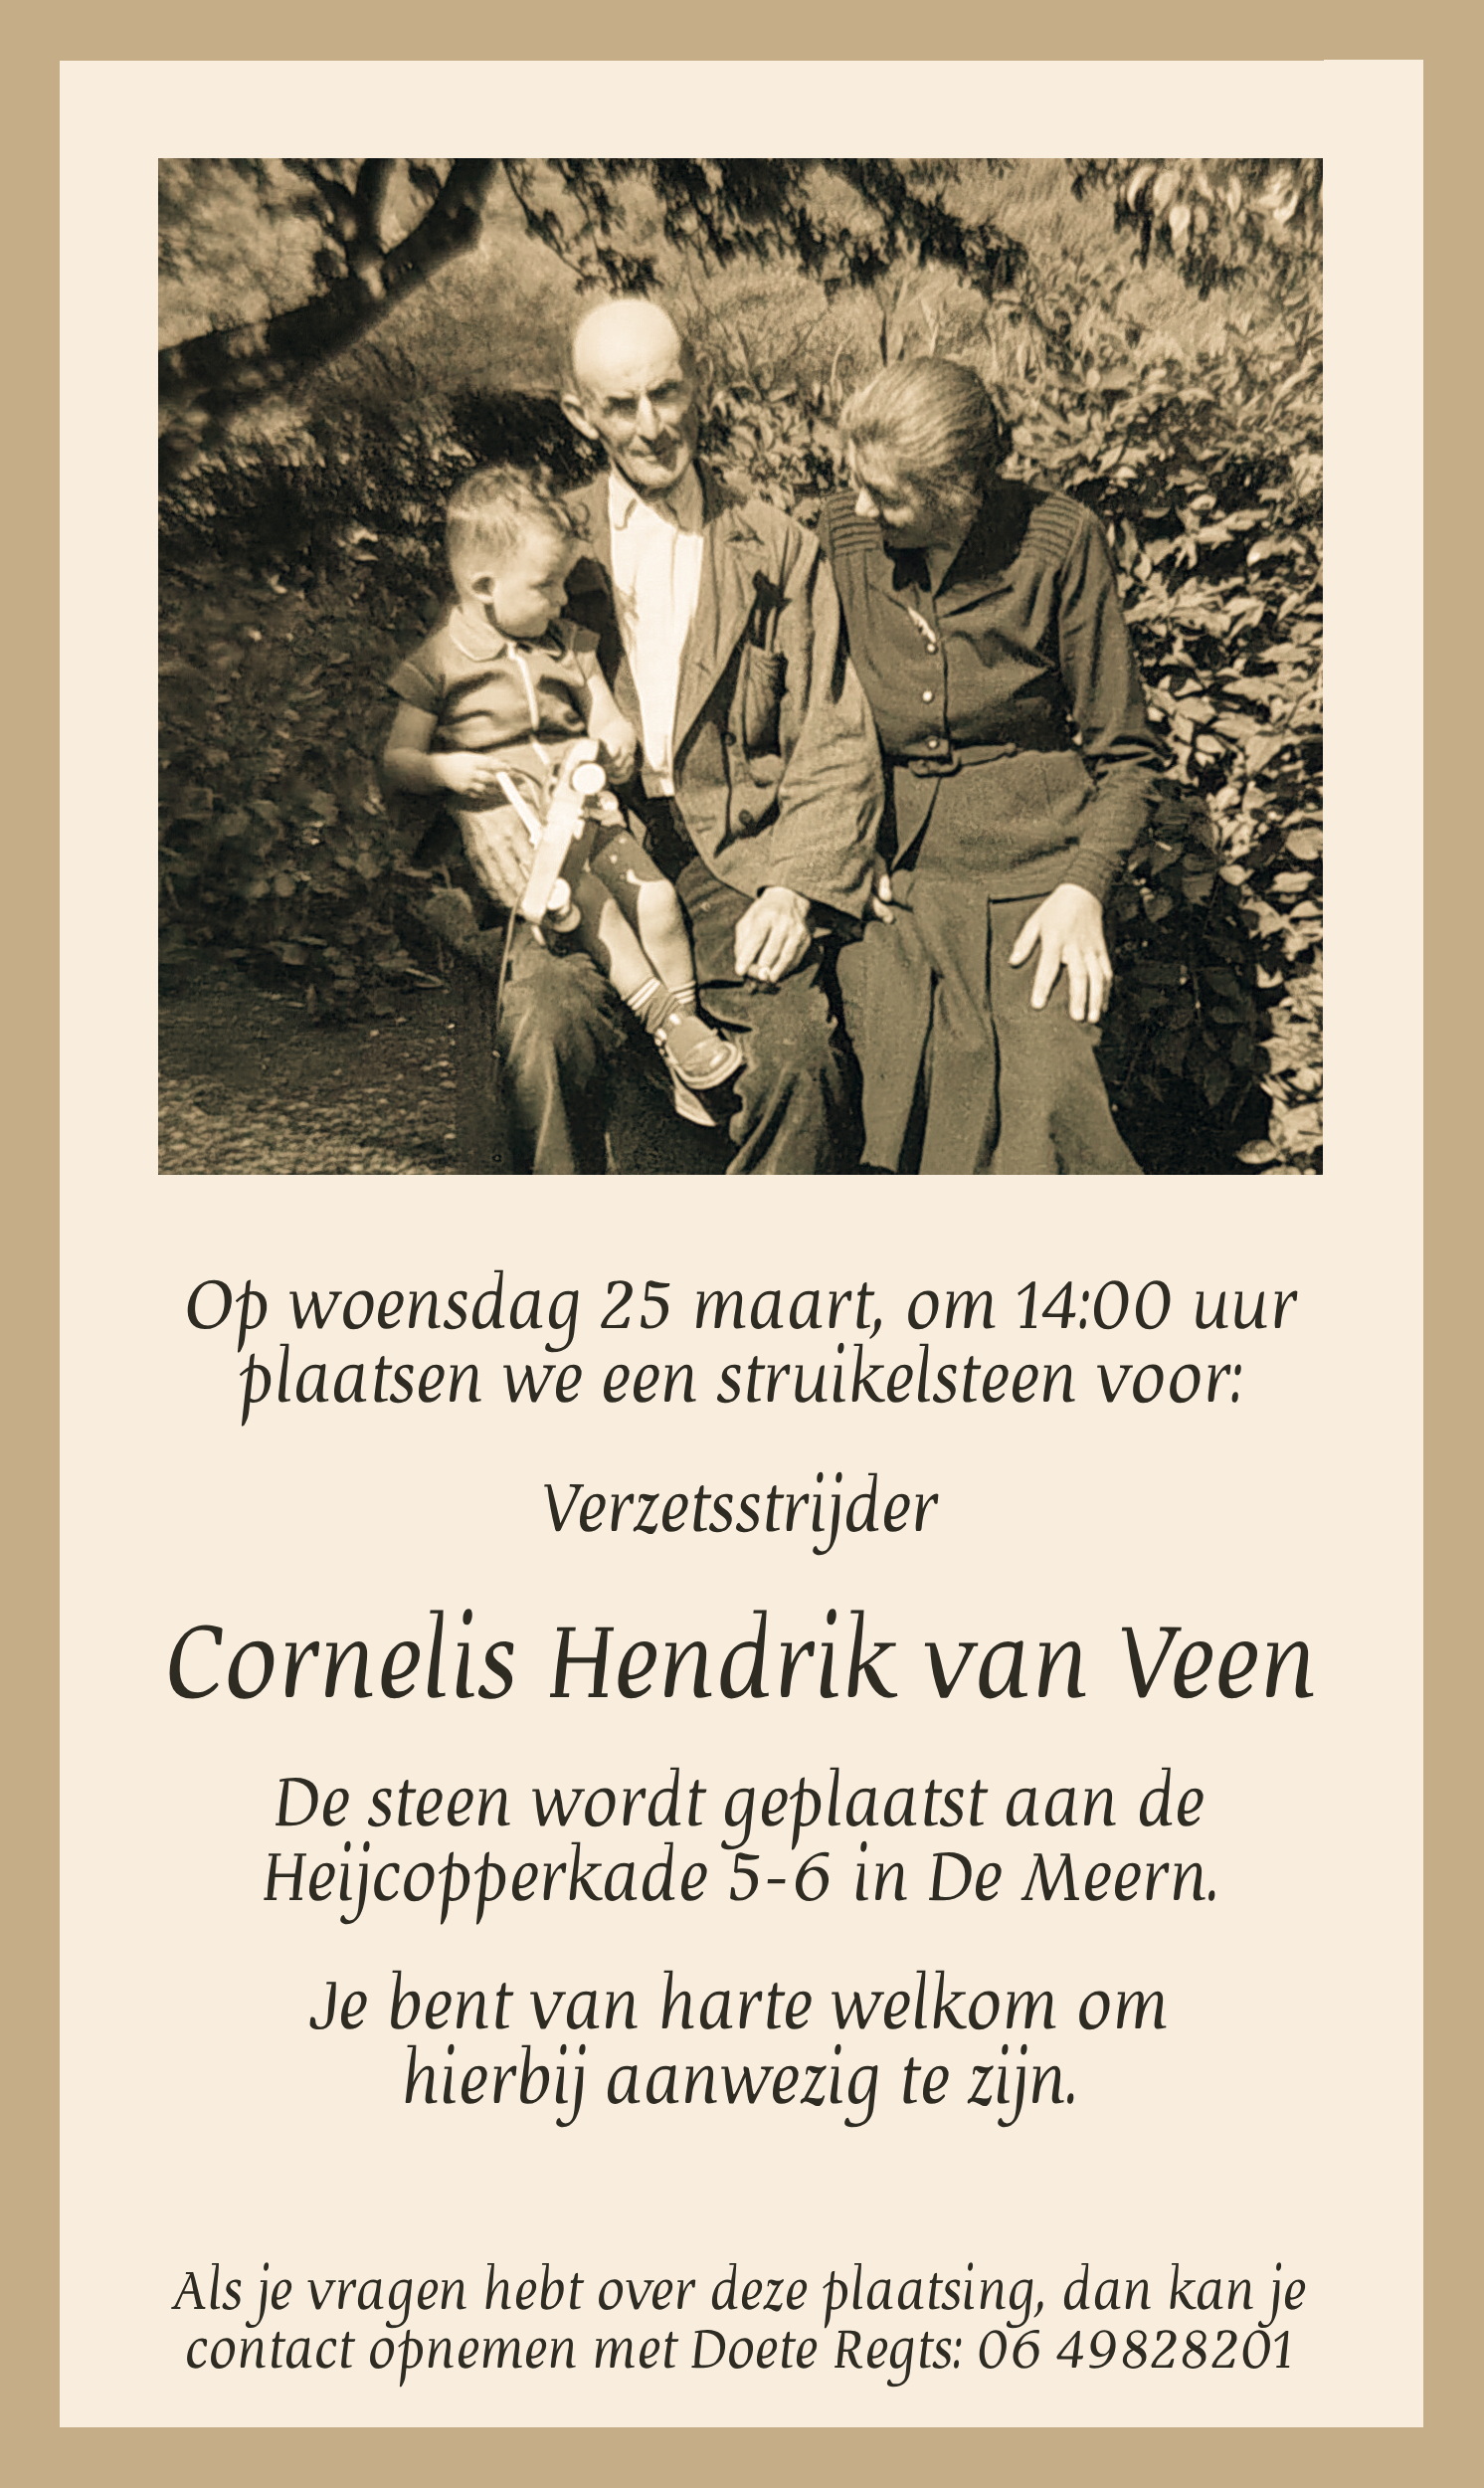 Op woensdag 25 maart, om 14:00 uur
plaatsen we een struikelsteen voor:
Verzetsstrijder
Cornelis Hendrik van Veen
De steen wordt geplaatst aan de
Heijcopperkade 5-6 in De Meern.
Je bent van harte welkom om
hierbij aanwezig te zijn.
Als je vragen hebt over deze plaatsing, dan kan je
contact opnemen met Doete Regts: 06 49828201